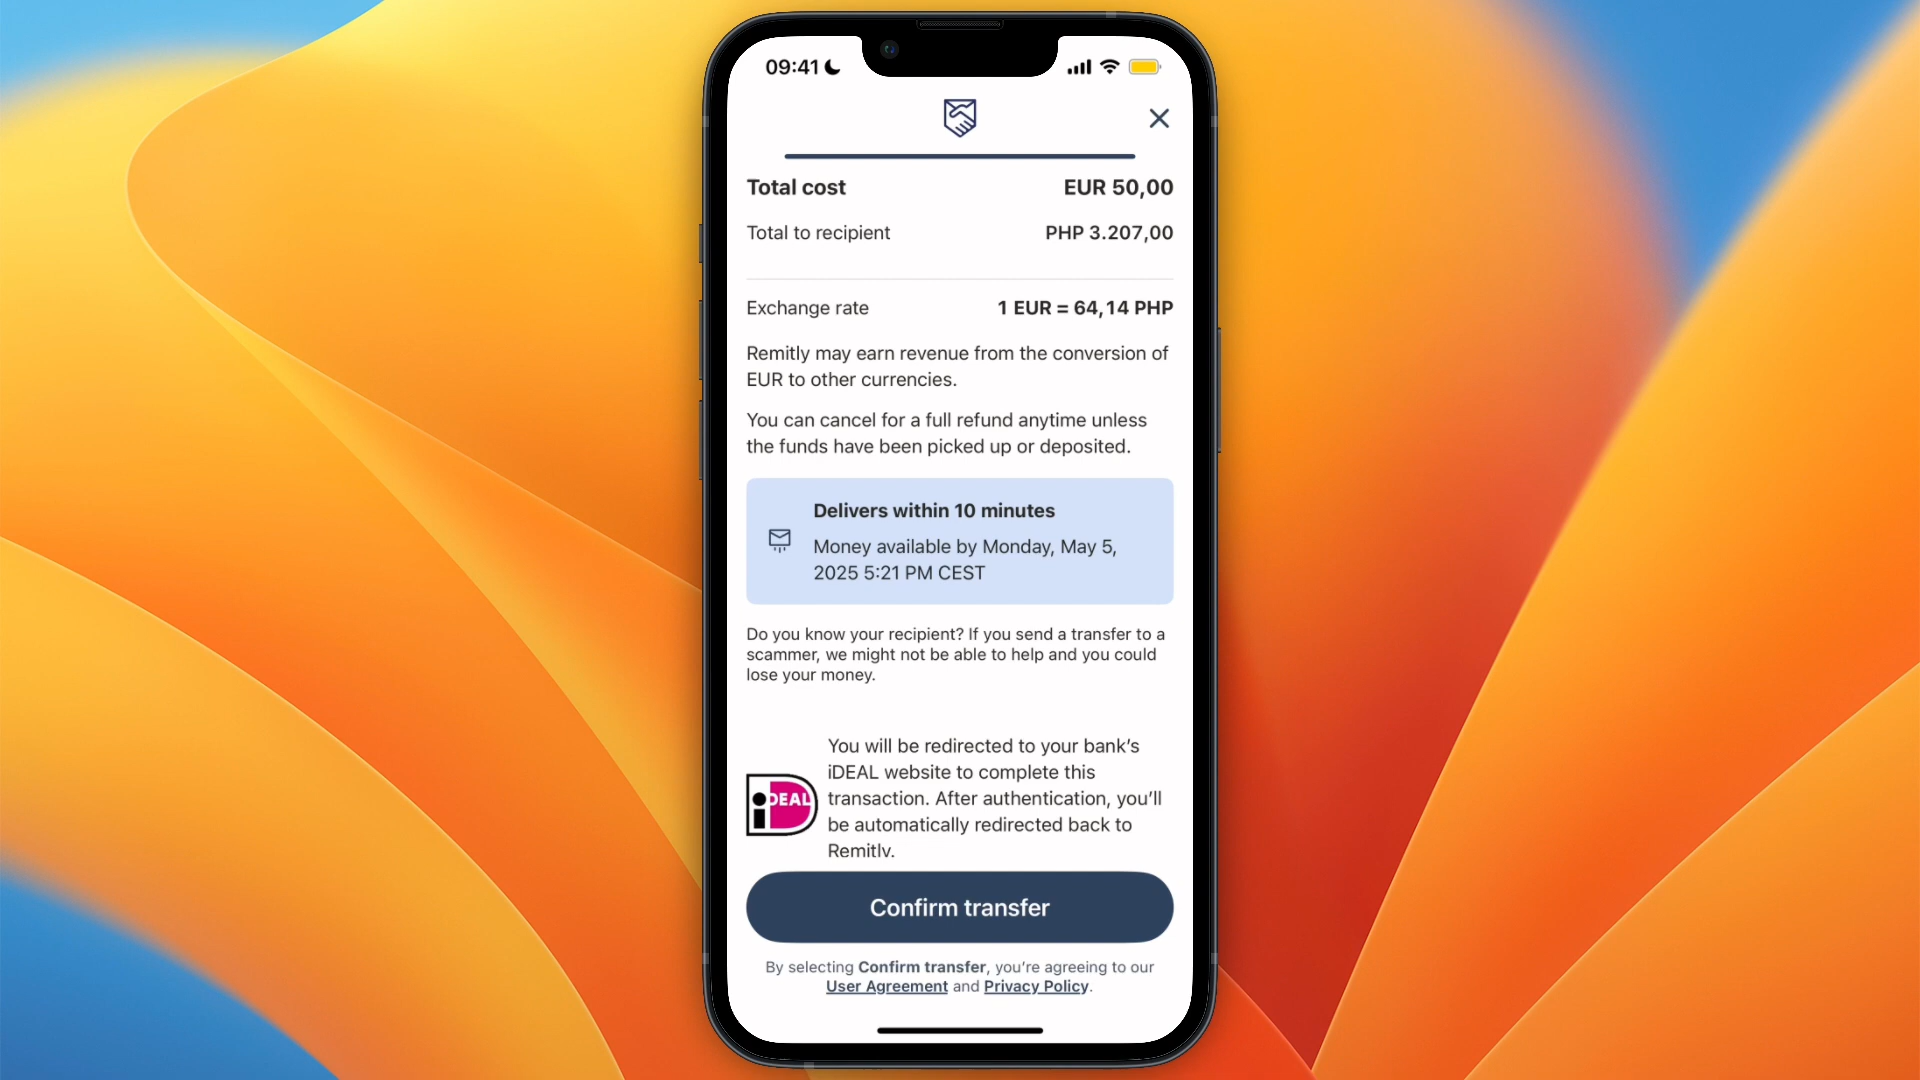 09:41
Total cost EUR 50,00
Total to recipient PHP 3.207,00
Exchange rate 1 EUR = 64,14 PHP
Remitly may earn revenue from the conversion of
EUR to other currencies.
You can cancel for a full refund anytime unless
the funds have been picked up or deposited.
Delivers within 10 minutes
Money available by Monday, May 5,
2025 5:21 PM CEST
Do you know your recipient? If you send a transfer to a
scammer, we might not be able to help and you could
lose your money.
You will be redirected to your bank’s
iDEAL website to complete this
transaction. After authentication, you’ll
be automatically redirected back to
Remitly.
iDEAL
Confirm transfer
By selecting Confirm transfer, you’re agreeing to our
User Agreement and Privacy Policy.